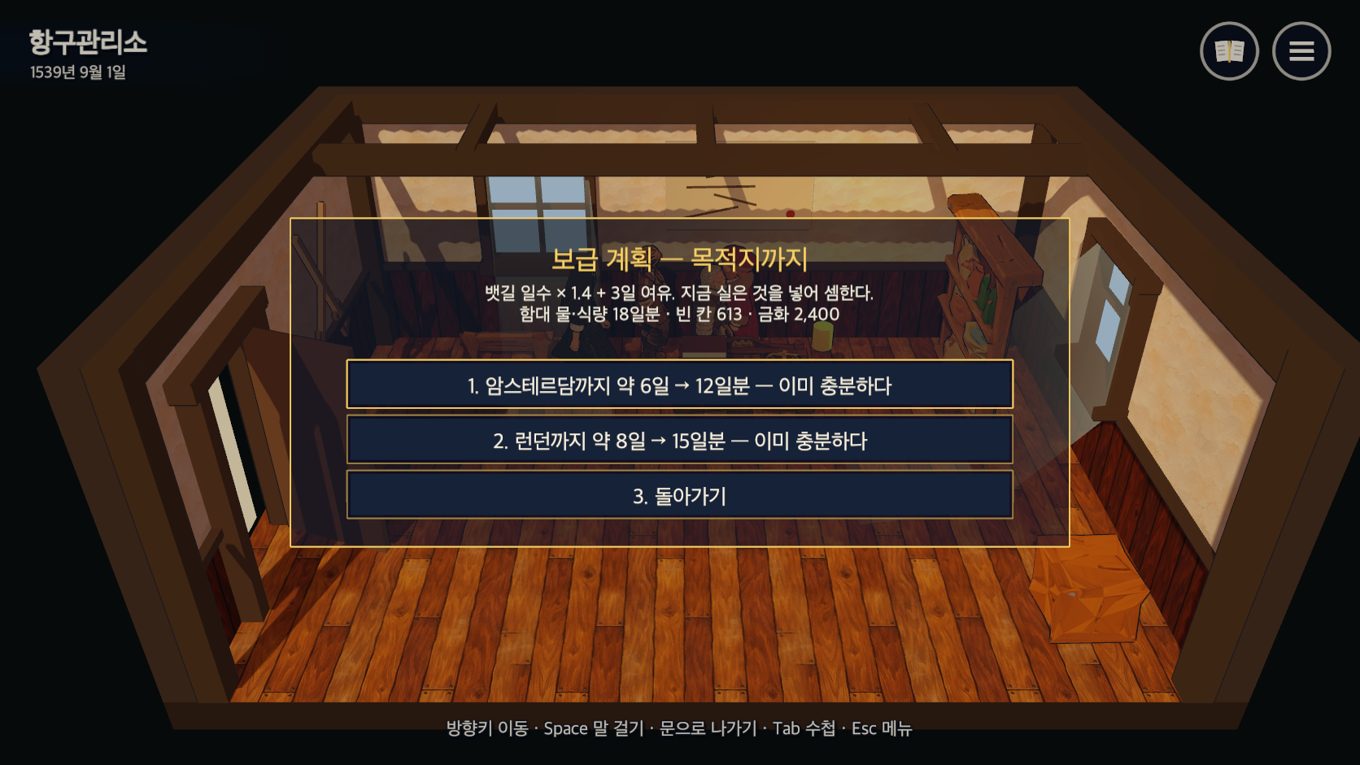 항구관리소
1539년 9월 1일
보급 계획 — 목적지까지
뱃길 일수 × 1.4 + 3일 여유. 지금 실은 것을 넣어 셈한다.
함대 물·식량 18일분 · 빈 칸 613 · 금화 2,400
1. 암스테르담까지 약 6일 → 12일분 — 이미 충분하다
2. 런던까지 약 8일 → 15일분 — 이미 충분하다
3. 돌아가기
방향키 이동 · Space 말 걸기 · 문으로 나가기 · Tab 수첩 · Esc 메뉴